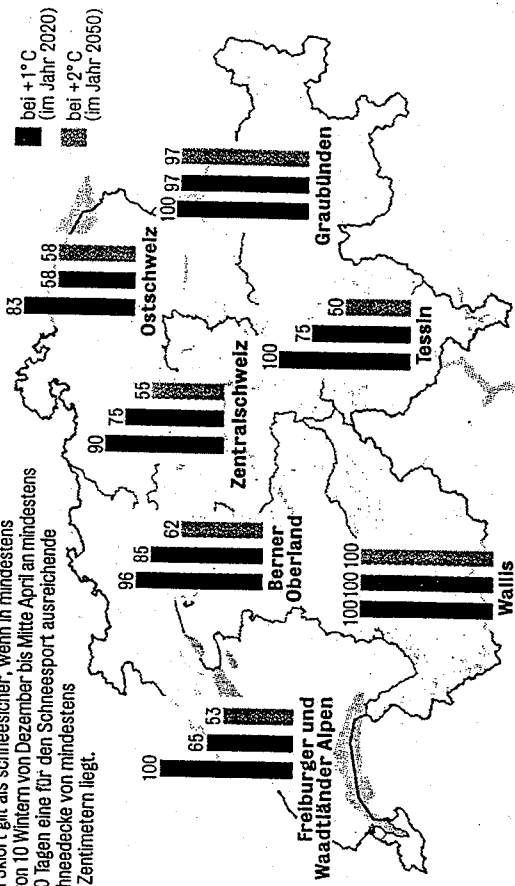 Skiort gilt als schneesicher, wenn in mindestens
von 10 Wintern von Dezember bis Mitte April an mindestens
0 Tagen eine für den Schneesport ausreichende
hneedecke von mindestens
Zentimetern liegt.
bei +1° C
(im Jahr 2020)
bei +2° C
(im Jahr 2050)
100
65
53
Freiburger und
Waadtländer Alpen
96
85
62
Berner
Oberland
90
75
55
Zentralschweiz
83
58
58
Ostschweiz
100
97
97
Graubünden
100
75
50
Tessin
100
100
100
Wallis